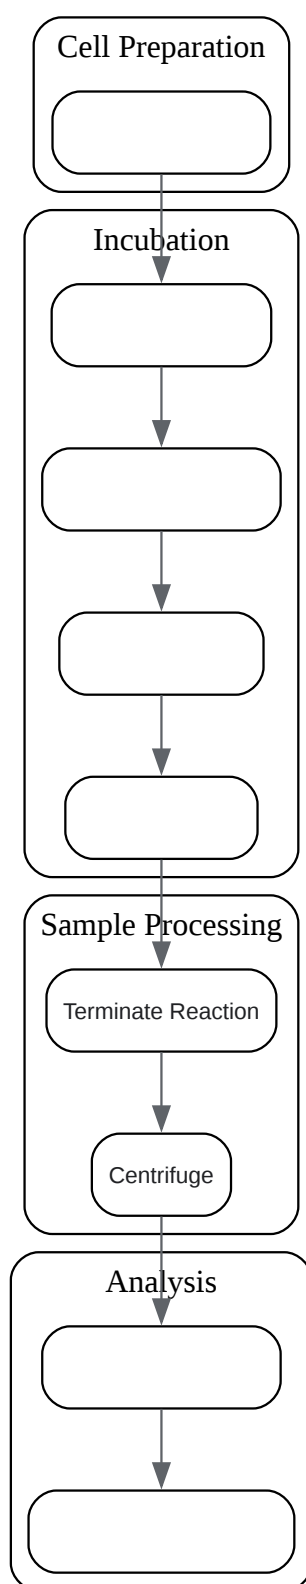 Cell Preparation
Incubation
Sample Processing
Terminate Reaction
Centrifuge
Analysis